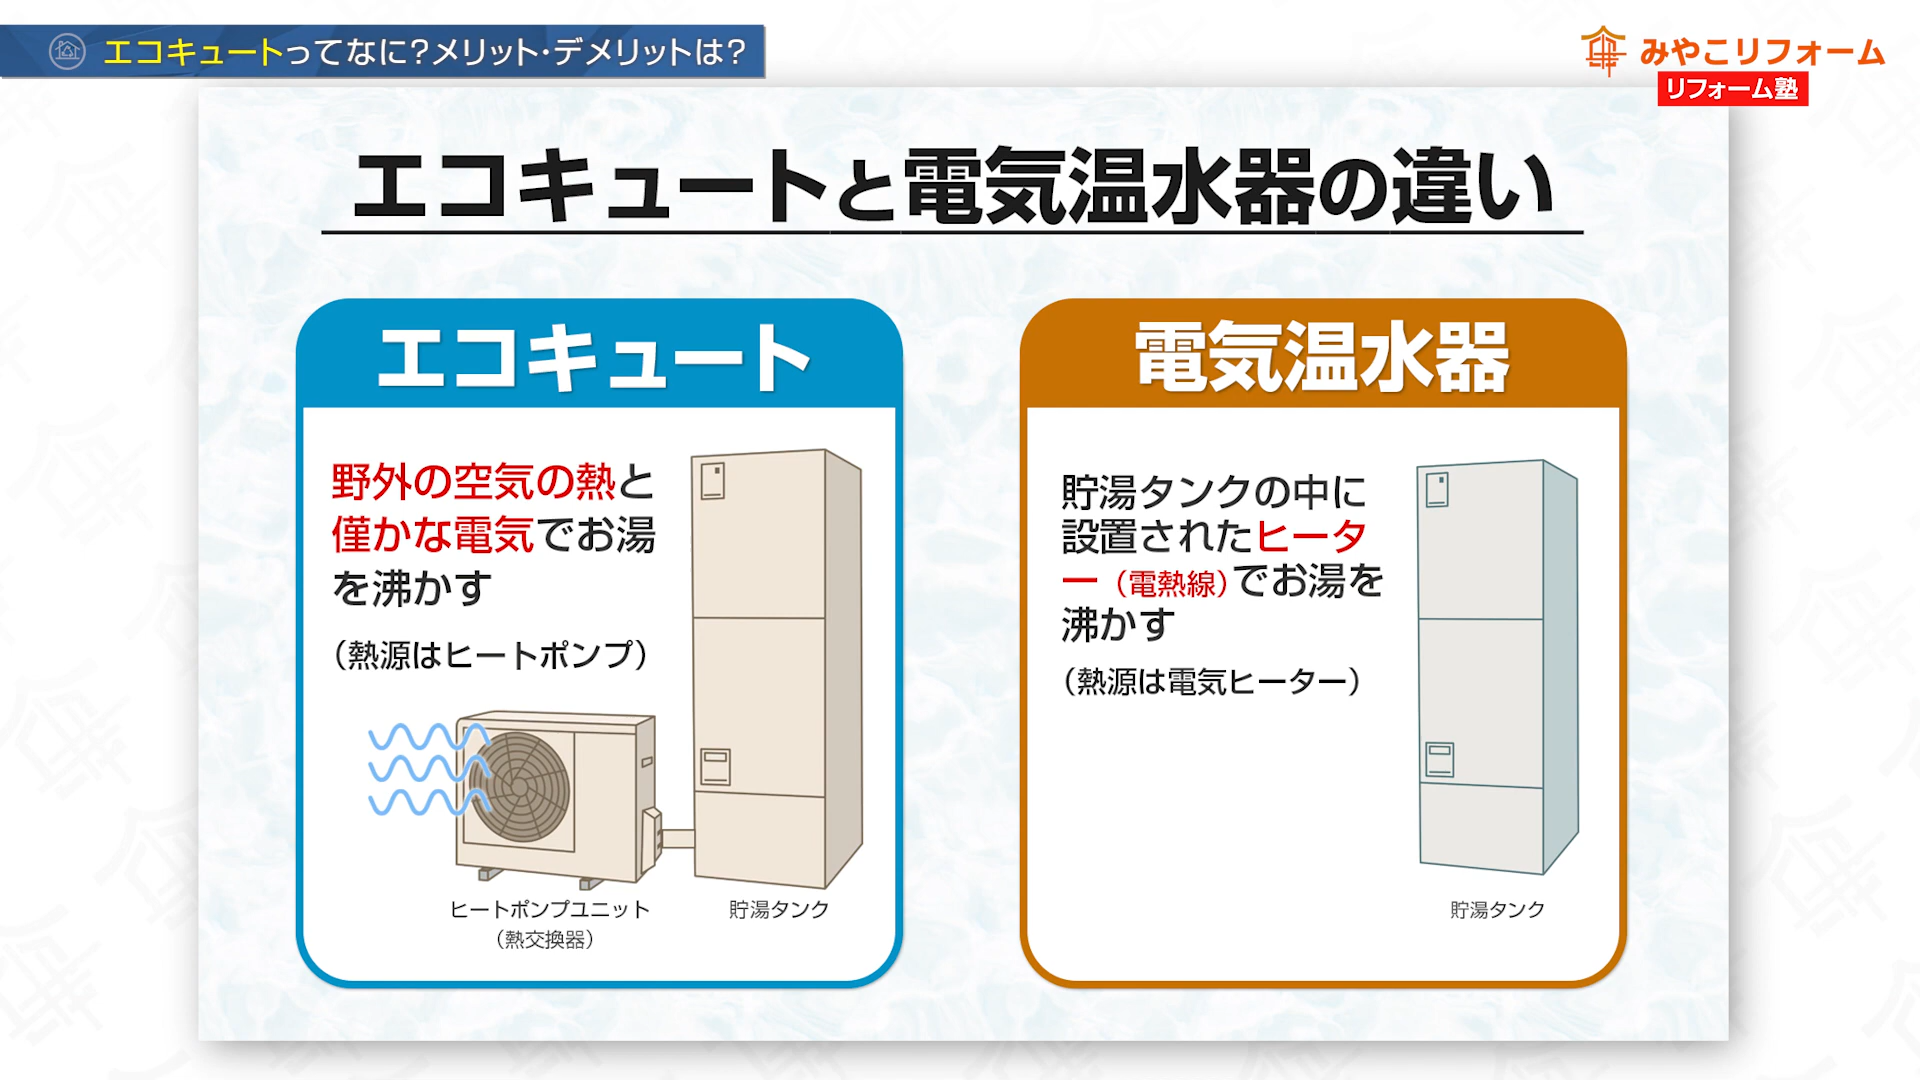 エコキュートってなに？メリット・デメリットは？
みやこリフォーム
リフォーム塾
エコキュートと電気温水器の違い
エコキュート
野外の空気の熱と
僅かな電気でお湯
を沸かす
（熱源はヒートポンプ）
ヒートポンプユニット
（熱交換器）
貯湯タンク
電気温水器
貯湯タンクの中に
設置されたヒータ
ー（電熱線）でお湯を
沸かす
（熱源は電気ヒーター）
貯湯タンク